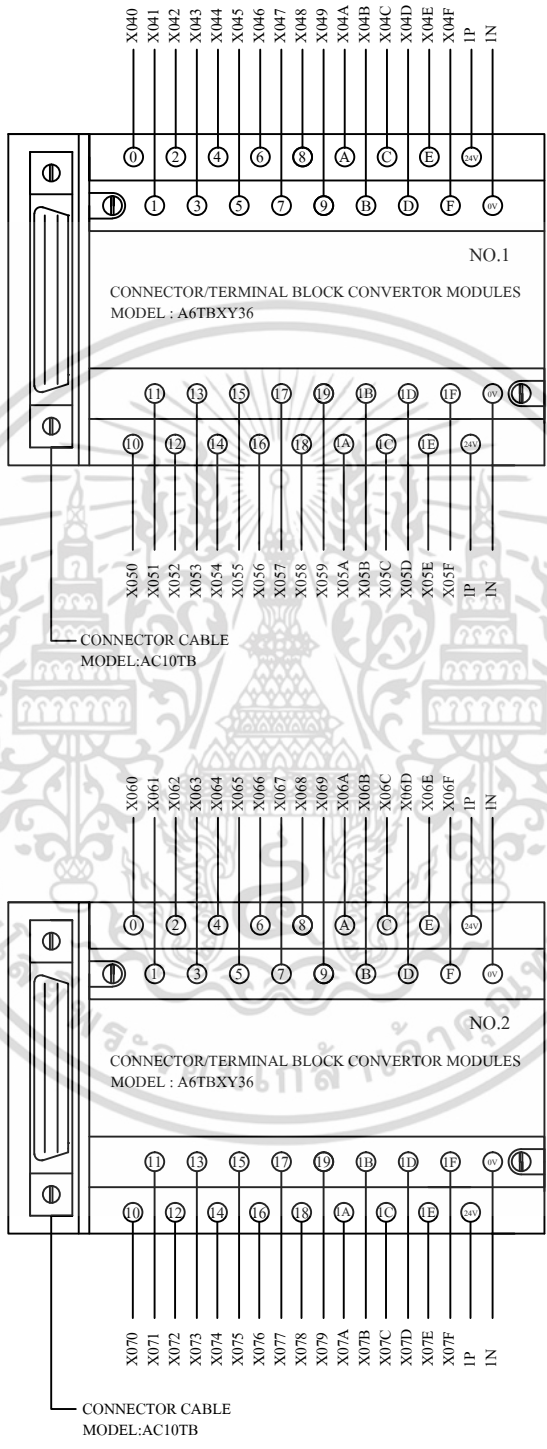 X040 X041 X042 X043 X044 X045 X046 X047 X048 X049 X04A X04B X04C X04D X04E X04F 1P 1N
0 2 4 6 8 A C E 24V
1 3 5 7 9 B D F 0V
NO.1
CONNECTOR/TERMINAL BLOCK CONVERTOR MODULES
MODEL : A6TBXY36
11 13 15 17 19 1B 1D 1F 0V
10 12 14 16 18 1A 1C 1E 24V
X050 X051 X052 X053 X054 X055 X056 X057 X058 X059 X05A X05B X05C X05D X05E X05F 1P 1N
CONNECTOR CABLE
MODEL:AC10TB
X060 X061 X062 X063 X064 X065 X066 X067 X068 X069 X06A X06B X06C X06D X06E X06F 1P 1N
0 2 4 6 8 A C E 24V
1 3 5 7 9 B D F 0V
NO.2
CONNECTOR/TERMINAL BLOCK CONVERTOR MODULES
MODEL : A6TBXY36
11 13 15 17 19 1B 1D 1F 0V
10 12 14 16 18 1A 1C 1E 24V
X070 X071 X072 X073 X074 X075 X076 X077 X078 X079 X07A X07B X07C X07D X07E X07F 1P 1N
CONNECTOR CABLE
MODEL:AC10TB